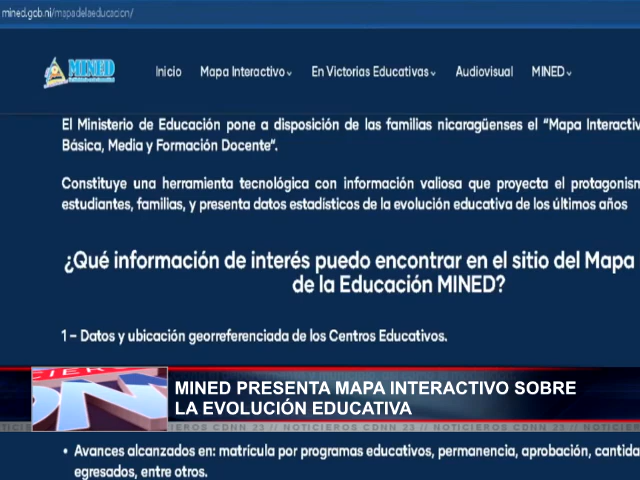 mined.gob.ni/mapadelaeducacion/
MINED
Inicio
Mapa Interactivo
En Victorias Educativas
Audiovisual
MINED
El Ministerio de Educación pone a disposición de las familias nicaragüenses el “Mapa Interactiv
Básica, Media y Formación Docente”.
Constituye una herramienta tecnológica con información valiosa que proyecta el protagonism
estudiantes, familias, y presenta datos estadísticos de la evolución educativa de los últimos años
¿Qué información de interés puedo encontrar en el sitio del Mapa
de la Educación MINED?
1 – Datos y ubicación georreferenciada de los Centros Educativos.
MINED PRESENTA MAPA INTERACTIVO SOBRE
LA EVOLUCIÓN EDUCATIVA
NOTICIEROS CDNN 23 // NOTICIEROS CDNN 23 // NOTICIEROS CDNN 23
• Avances alcanzados en: matrícula por programas educativos, permanencia, aprobación, cantida
egresados, entre otros.